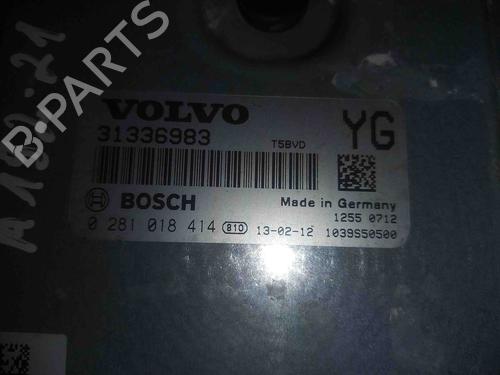 VOLVO
31336983
T5BVD
YG
BOSCH
Made in Germany
1255 0712
0 281 018 414 810 13-02-12 1039S50500
B-PARTS